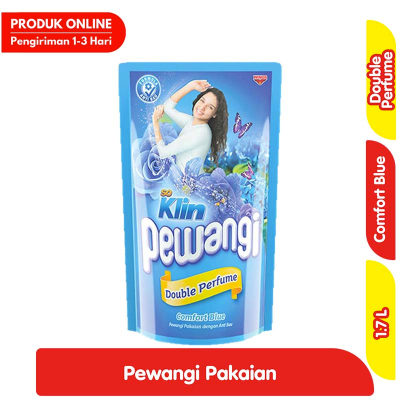 PRODUK ONLINE
Pengiriman 1-3 Hari
SO
Klin
Pewangi
Double Perfume
Comfort Blue
Pewangi Pakaian dengan Anti Bau
Double
Perfume
Comfort Blue
1.7L
Pewangi Pakaian